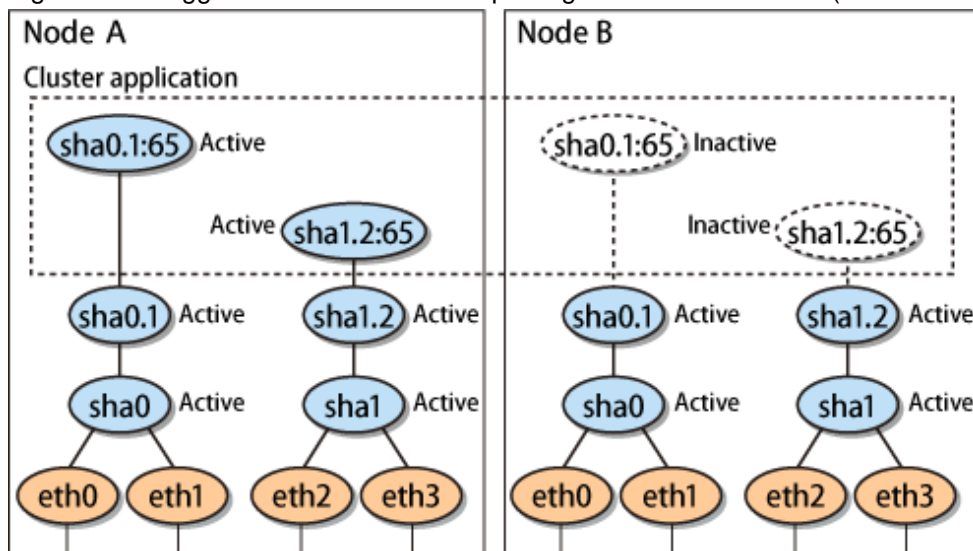 Node A
Node B
Cluster application
sha0.1:65 Active
sha0.1:65 Inactive
Active sha1.2:65
Inactive sha1.2:65
sha0.1 Active
sha1.2 Active
sha0.1 Active
sha1.2 Active
sha0 Active
sha1 Active
sha0 Active
sha1 Active
eth0
eth1
eth2
eth3
eth0
eth1
eth2
eth3